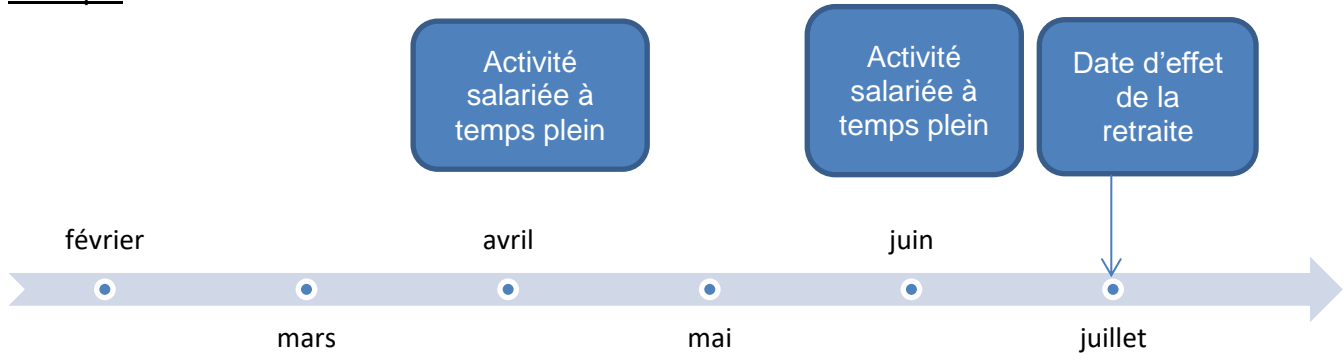 Activité
salariée à
temps plein
Activité
salariée à
temps plein
Date d'effet
de la
retraite
février
avril
juin
mars
mai
juillet